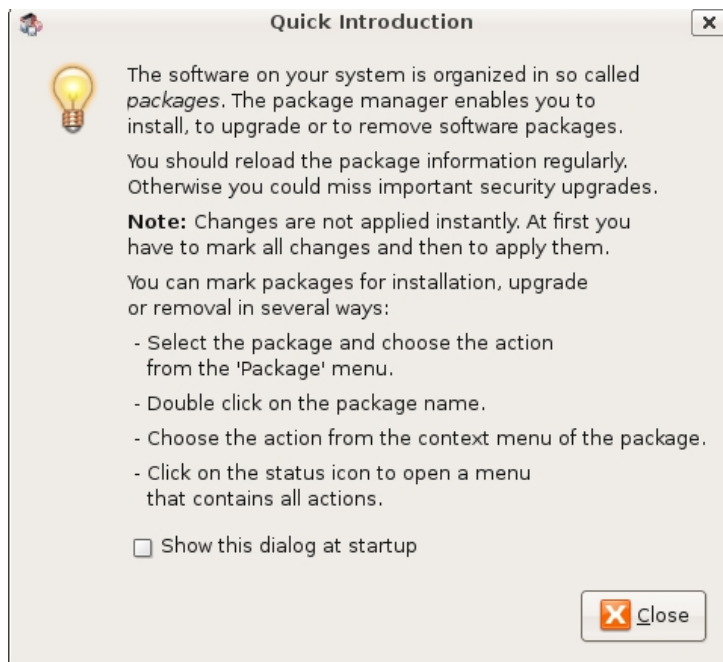 Quick Introduction
The software on your system is organized in so called
packages. The package manager enables you to
install, to upgrade or to remove software packages.
You should reload the package information regularly.
Otherwise you could miss important security upgrades.
Note: Changes are not applied instantly. At first you
have to mark all changes and then to apply them.
You can mark packages for installation, upgrade
or removal in several ways:
- Select the package and choose the action
from the 'Package' menu.
- Double click on the package name.
- Choose the action from the context menu of the package.
- Click on the status icon to open a menu
that contains all actions.
Show this dialog at startup
Close